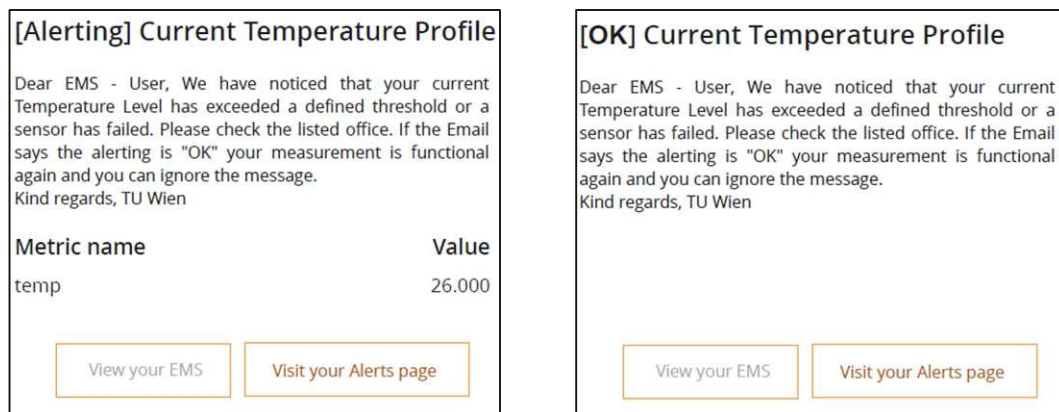 [Alerting] Current Temperature Profile
Dear EMS - User, We have noticed that your current
Temperature Level has exceeded a defined threshold or a
sensor has failed. Please check the listed office. If the Email
says the alerting is "OK" your measurement is functional
again and you can ignore the message.
Kind regards, TU Wien
Metric name Value
temp 26.000
View your EMS Visit your Alerts page
[OK] Current Temperature Profile
Dear EMS - User, We have noticed that your current
Temperature Level has exceeded a defined threshold or a
sensor has failed. Please check the listed office. If the Email
says the alerting is "OK" your measurement is functional
again and you can ignore the message.
Kind regards, TU Wien
View your EMS Visit your Alerts page